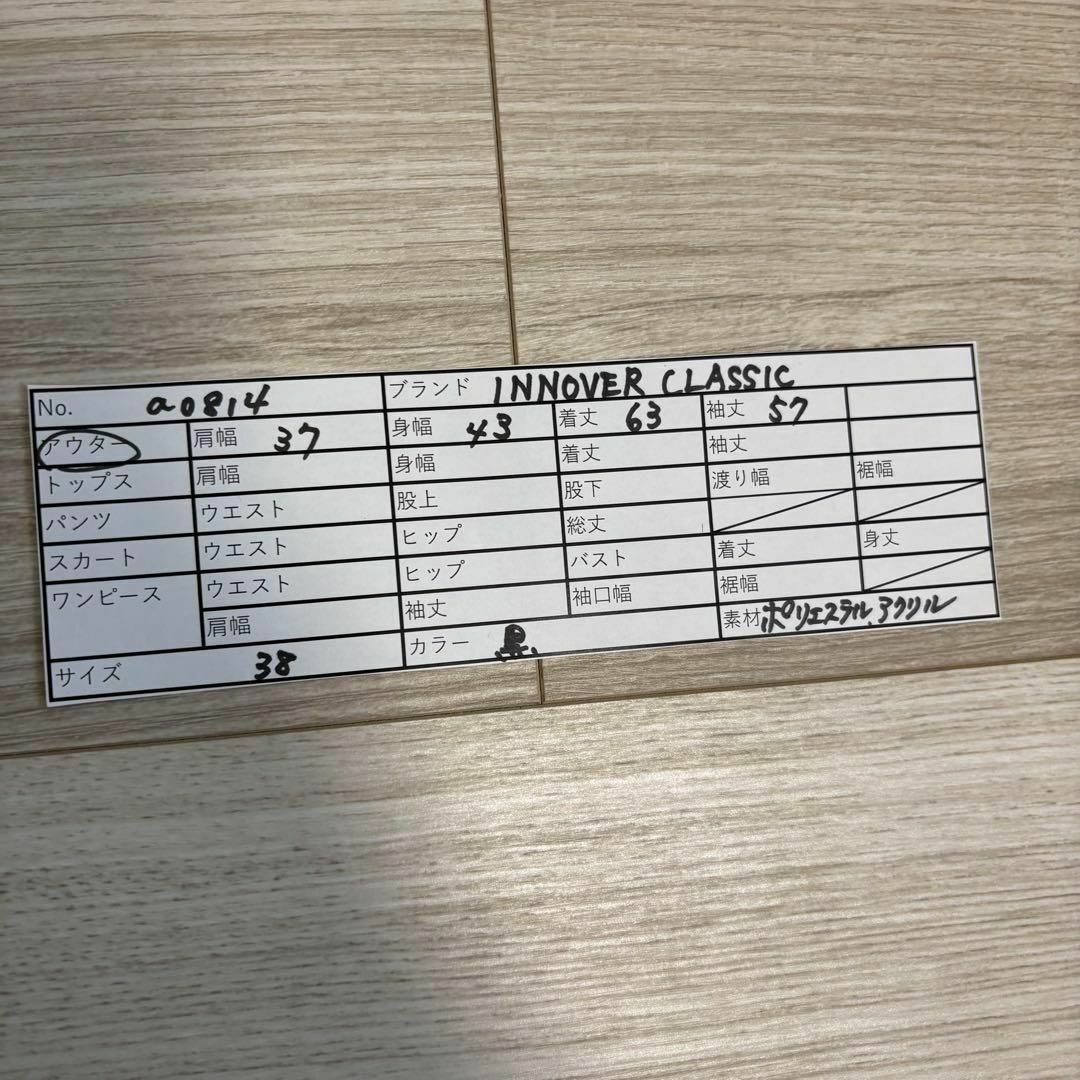 No. a0814 ブランド INNOVER CLASSIC
アウター 肩幅 37 身幅 43 着丈 63 袖丈 57
トップス 肩幅 身幅 着丈 袖丈
パンツ ウエスト 股上 股下 渡り幅 裾幅
スカート ウエスト ヒップ 総丈
ワンピース ウエスト ヒップ バスト 着丈 身丈
肩幅 袖丈 袖口幅 裾幅
サイズ 38 カラー 黒 素材 ポリエステル、アクリル